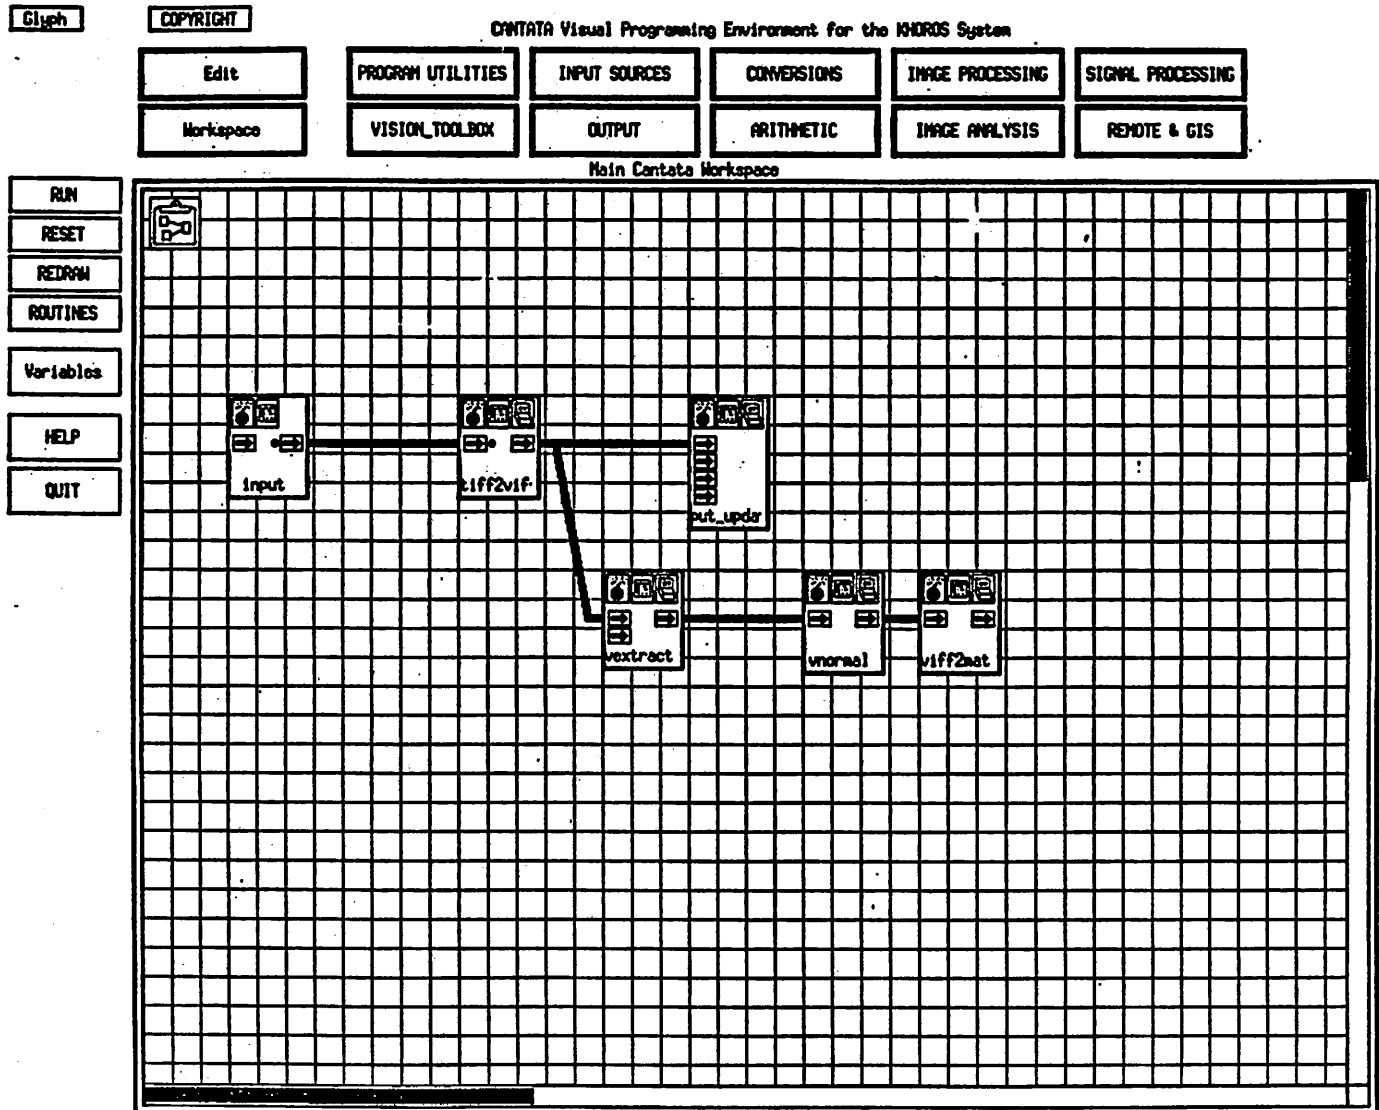 Glyph
COPYRIGHT
CANTATA Visual Programming Environment for the KHOROS System
Edit
PROGRAM UTILITIES
INPUT SOURCES
CONVERSIONS
IMAGE PROCESSING
SIGNAL PROCESSING
Workspace
VISION_TOOLBOX
OUTPUT
ARITHMETIC
IMAGE ANALYSIS
REMOTE & GIS
Main Cantata Workspace
RUN
RESET
REDRAW
ROUTINES
Variables
HELP
QUIT
input
tiff2vif
put_upda
vextract
vnormal
viff2mat